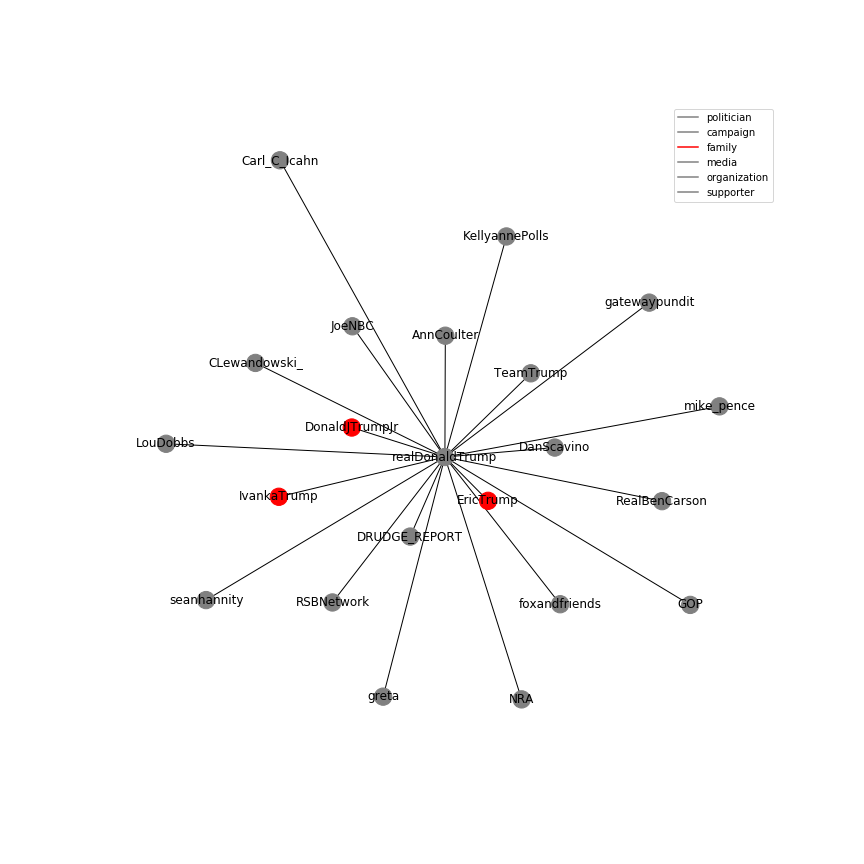 politician
campaign
family
media
organization
supporter
Carl_C_Icahn
KellyannePolls
gatewaypundit
JoeNBC
AnnCoulter
CLewandowski_
TeamTrump
mike_pence
DonaldJTrumpJr
LouDobbs
DanScavino
realDonaldTrump
IvankaTrump
EricTrump
RealBenCarson
DRUDGE_REPORT
seanhannity
RSBNetwork
foxandfriends
GOP
greta
NRA